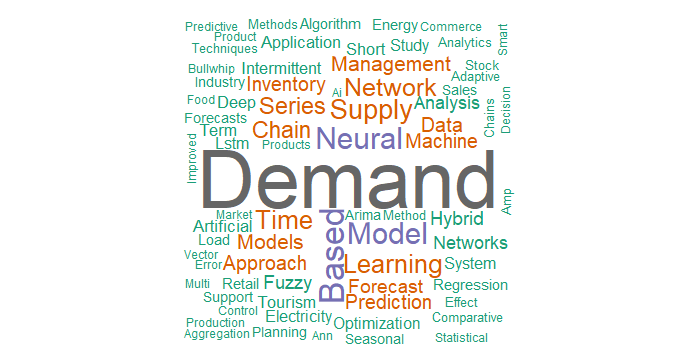 Predictive
Methods
Algorithm
Energy
Commerce
Product
Techniques
Application
Short
Study
Analytics
Smart
Bullwhip
Intermittent
Management
Stock
Adaptive
Industry
Inventory
Ai
Network
Sales
Food
Deep
Series
Supply
Analysis
Chains
Decision
Forecasts
Term
Chain
Neural
Data
Improved
Lstm
Products
Machine
Demand
Amp
Market
Artificial
Time
Based
Arima
Method
Hybrid
Load
Models
Model
Networks
Vector
Error
Approach
Learning
System
Multi
Retail
Fuzzy
Forecast
Regression
Support
Tourism
Prediction
Effect
Control
Production
Electricity
Optimization
Comparative
Aggregation
Planning
Ann
Seasonal
Statistical